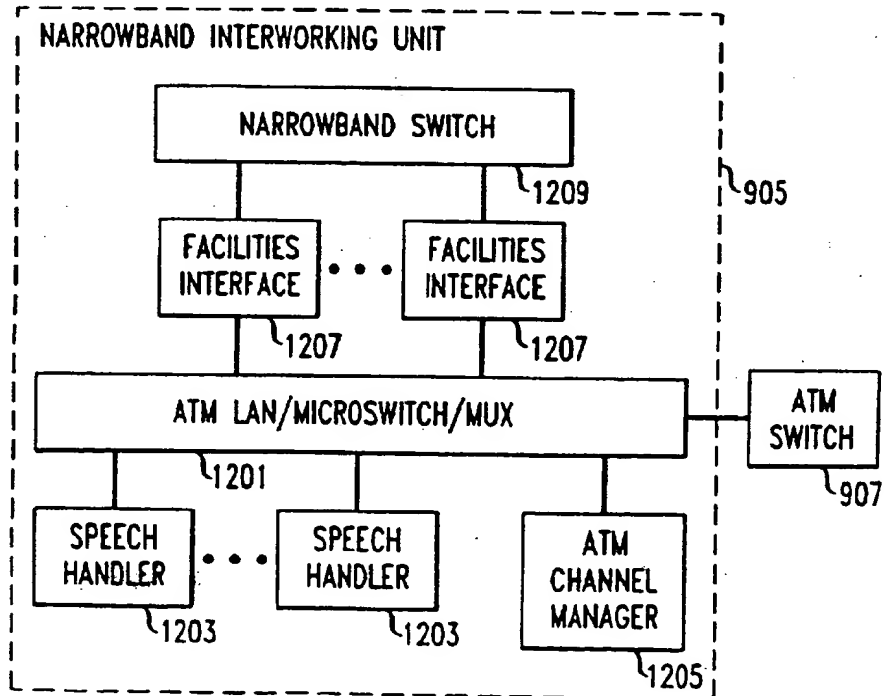 NARROWBAND INTERWORKING UNIT
NARROWBAND SWITCH
1209
905
FACILITIES
INTERFACE
1207
FACILITIES
INTERFACE
1207
ATM LAN/MICROSWITCH/MUX
1201
ATM
SWITCH
907
SPEECH
HANDLER
1203
SPEECH
HANDLER
1203
ATM
CHANNEL
MANAGER
1205